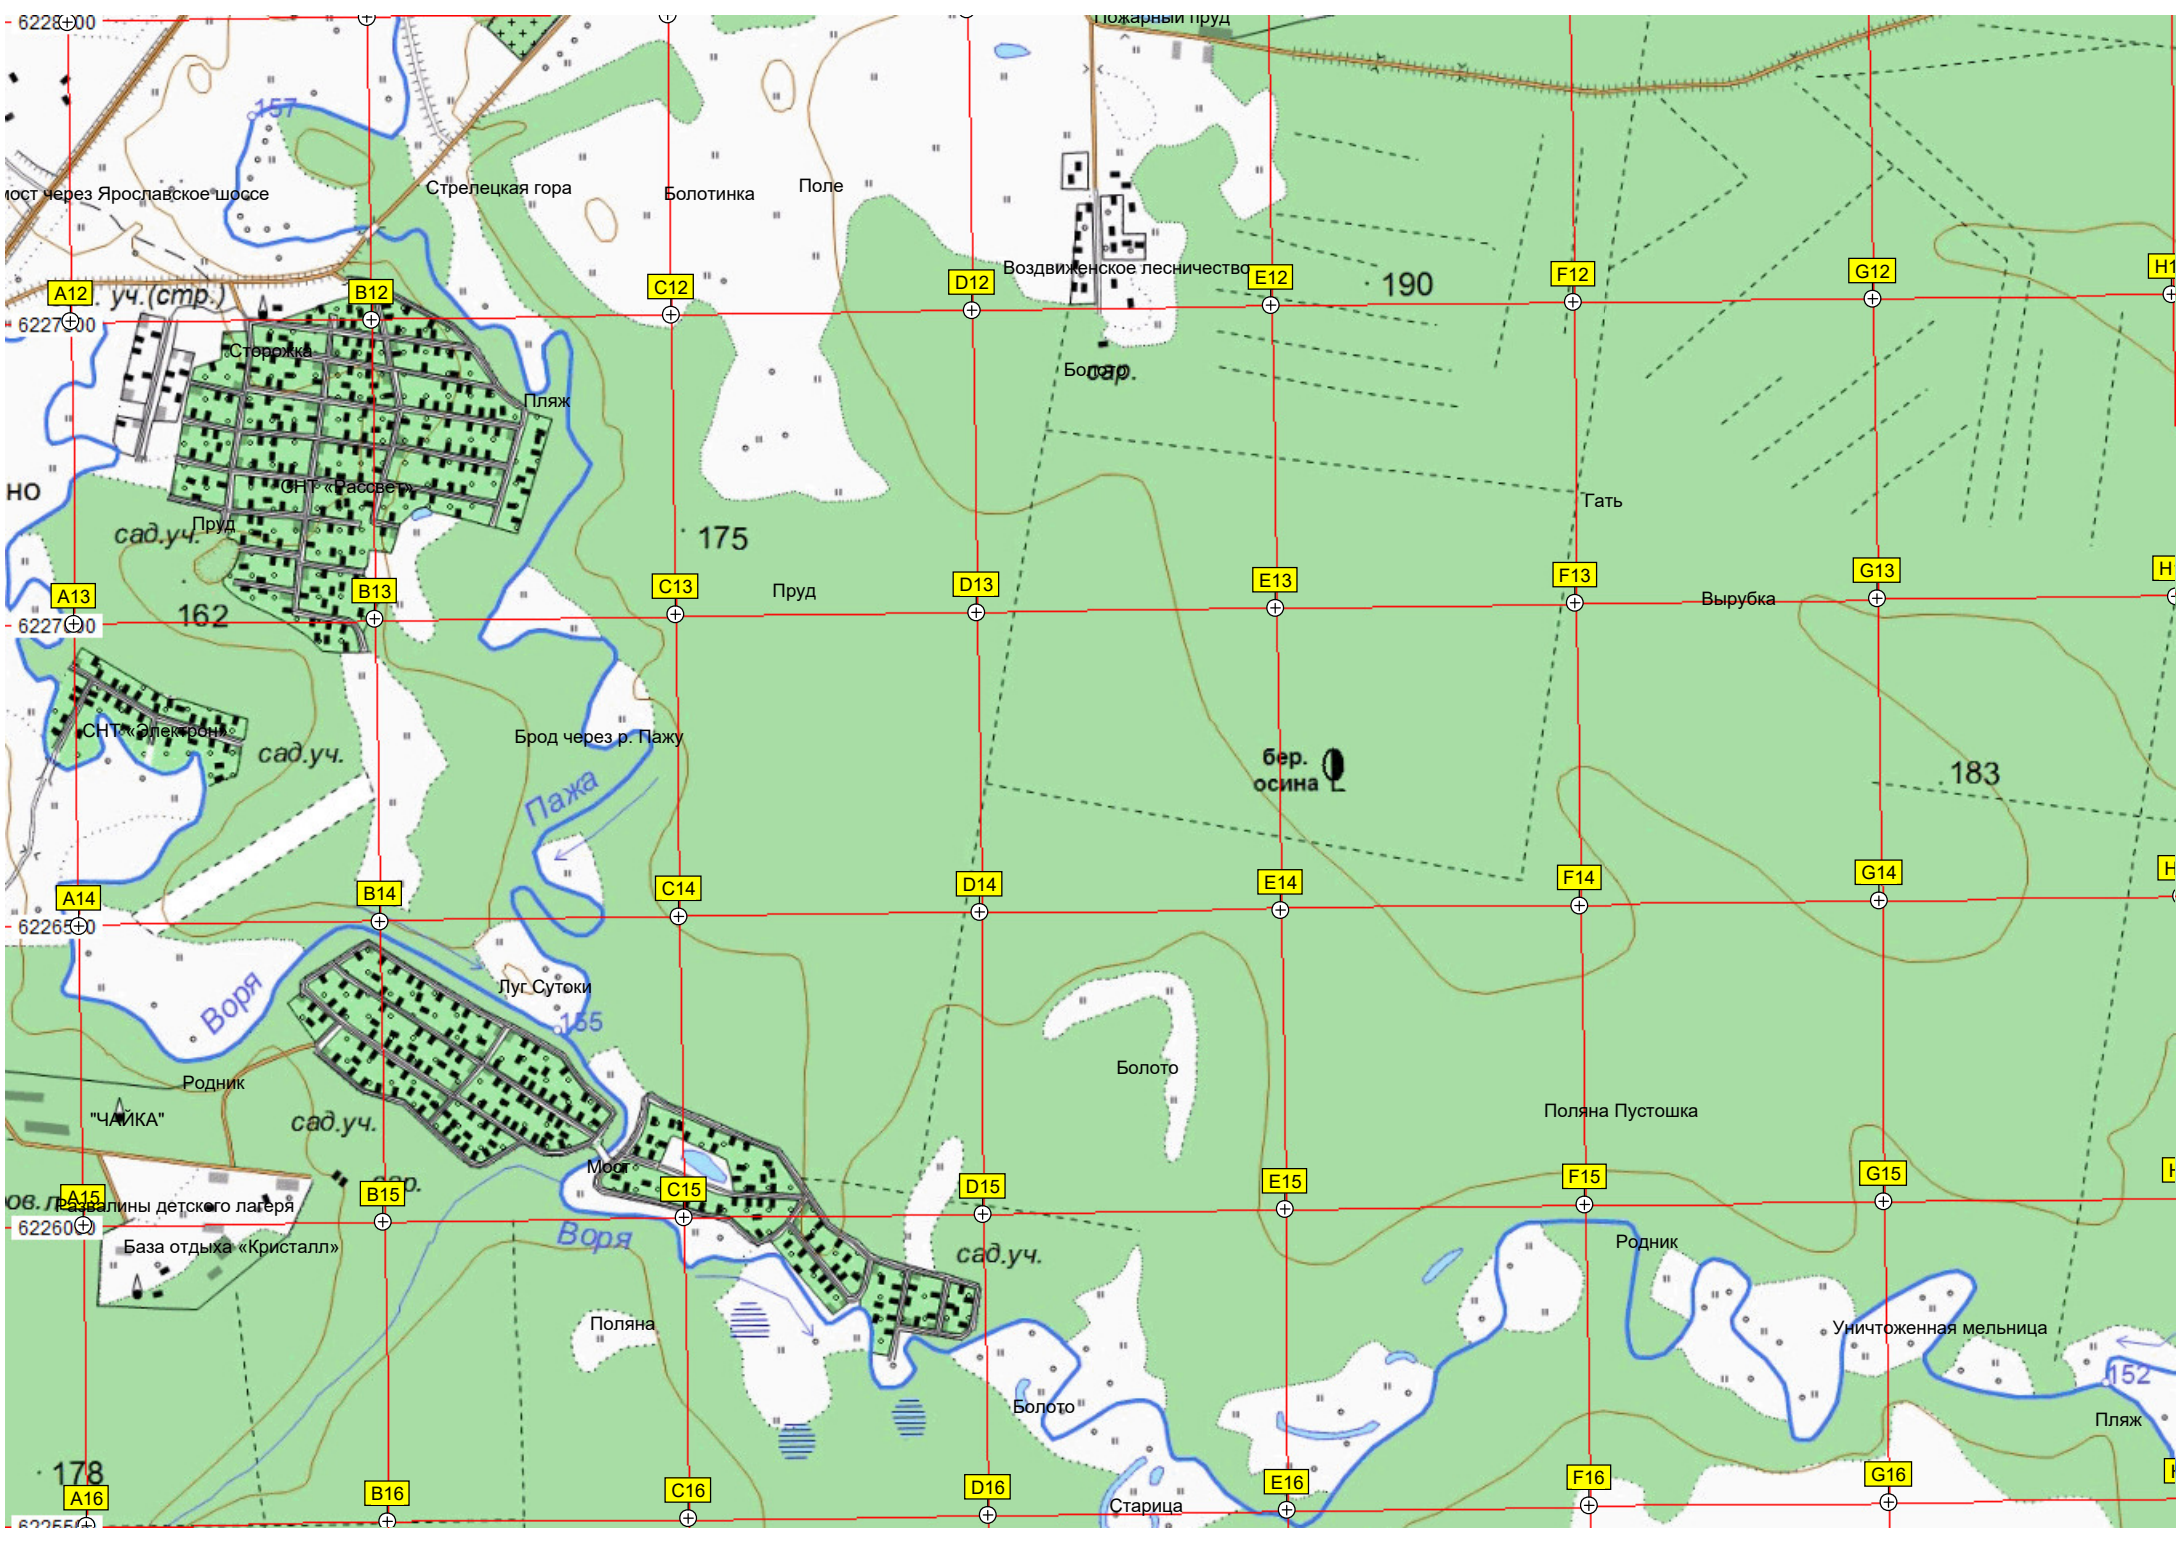 Пожарный пруд
157
мост через Ярославское шоссе
Стрелецкая гора
Болотинка
Поле
Воздвиженское лесничество
A12
B12
C12
D12
E12
F12
G12
190
уч.(стр.)
Сторожка
Болото
сар.
Пляж
но
СНТ «Рассвет»
Гать
сад.уч.
Пруд
175
A13
B13
C13
D13
E13
F13
G13
Пруд
Вырубка
162
СНТ «Электрон»
сад.уч.
Брод через р. Пажу
Пажа
бер.
осина
183
A14
B14
C14
D14
E14
F14
G14
Воря
Луг Сутоки
155
Родник
"ЧАЙКА"
сад.уч.
Болото
Поляна Пустошка
Мост
A15
B15
C15
D15
E15
F15
G15
Развалины детского лагеря
6226000
База отдыха «Кристалл»
Воря
сад.уч.
Родник
Поляна
Уничтоженная мельница
152
Болото
Пляж
178
A16
B16
C16
D16
E16
F16
G16
Старица